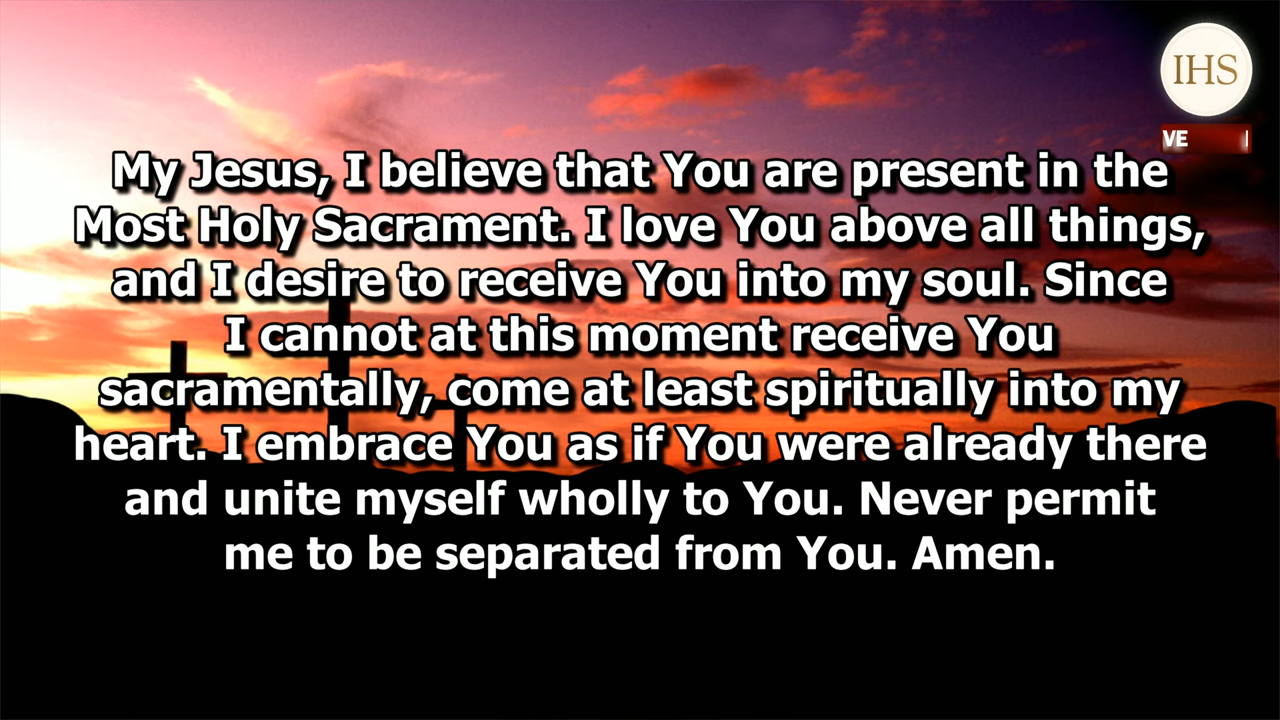 IHS
VE
My Jesus, I believe that You are present in the
Most Holy Sacrament. I love You above all things,
and I desire to receive You into my soul. Since
I cannot at this moment receive You
sacramentally, come at least spiritually into my
heart. I embrace You as if You were already there
and unite myself wholly to You. Never permit
me to be separated from You. Amen.